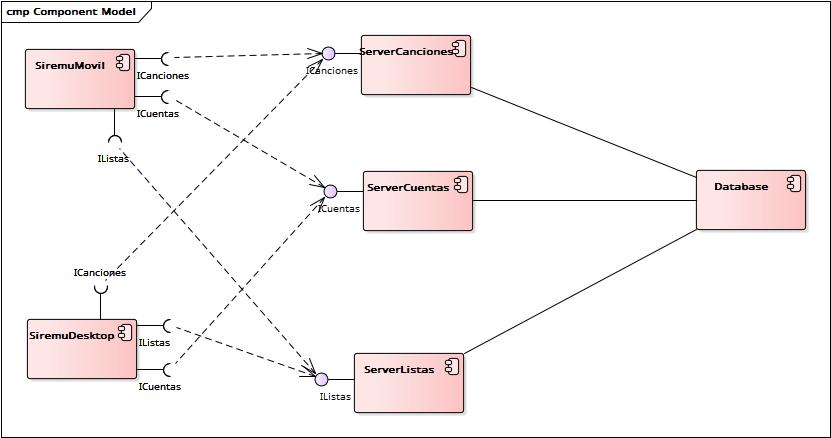 cmp Component Model
SiremuMovil
ICanciones
ICuentas
IListas
ICanciones
ServerCanciones
ICuentas
ServerCuentas
Database
ICanciones
SiremuDesktop
IListas
ICuentas
IListas
ServerListas